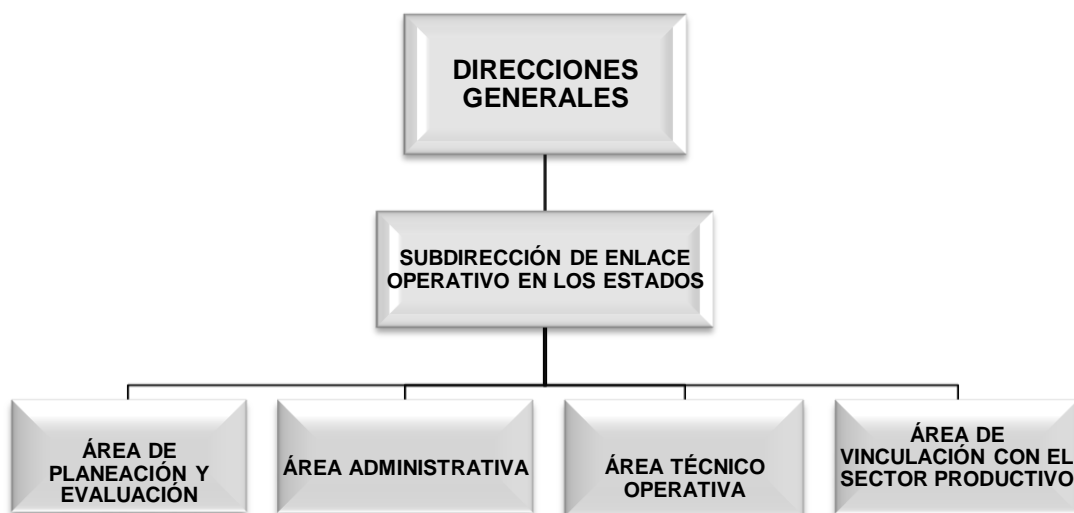 DIRECCIONES
GENERALES
SUBDIRECCIÓN DE ENLACE
OPERATIVO EN LOS ESTADOS
ÁREA DE
PLANEACIÓN Y
EVALUACIÓN
ÁREA ADMINISTRATIVA
ÁREA TÉCNICO
OPERATIVA
ÁREA DE
VINCULACIÓN CON EL
SECTOR PRODUCTIVO